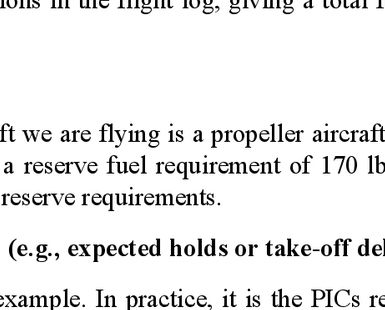 ions in the flight log, giving a total f
ft we are flying is a propeller aircraft
a reserve fuel requirement of 170 lb
reserve requirements.
(e.g., expected holds or take-off del
example. In practice, it is the PICs re